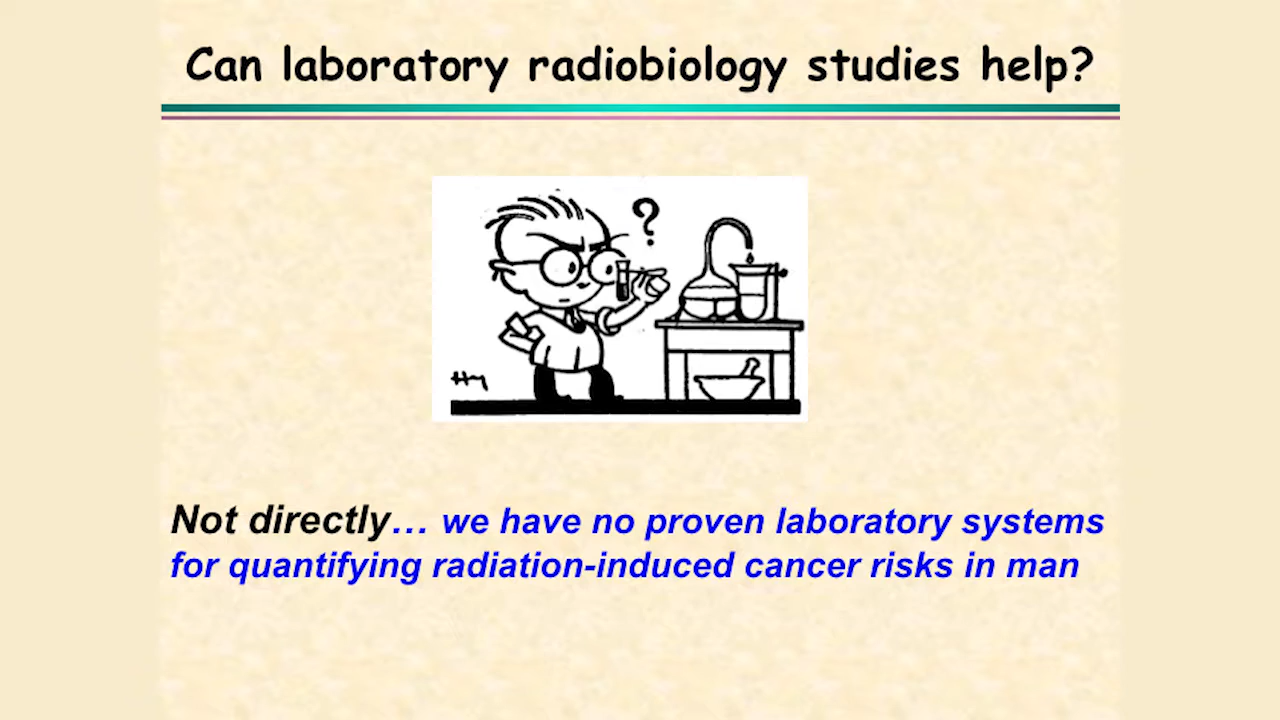 Can laboratory radiobiology studies help?
?
Not directly... we have no proven laboratory systems
for quantifying radiation-induced cancer risks in man